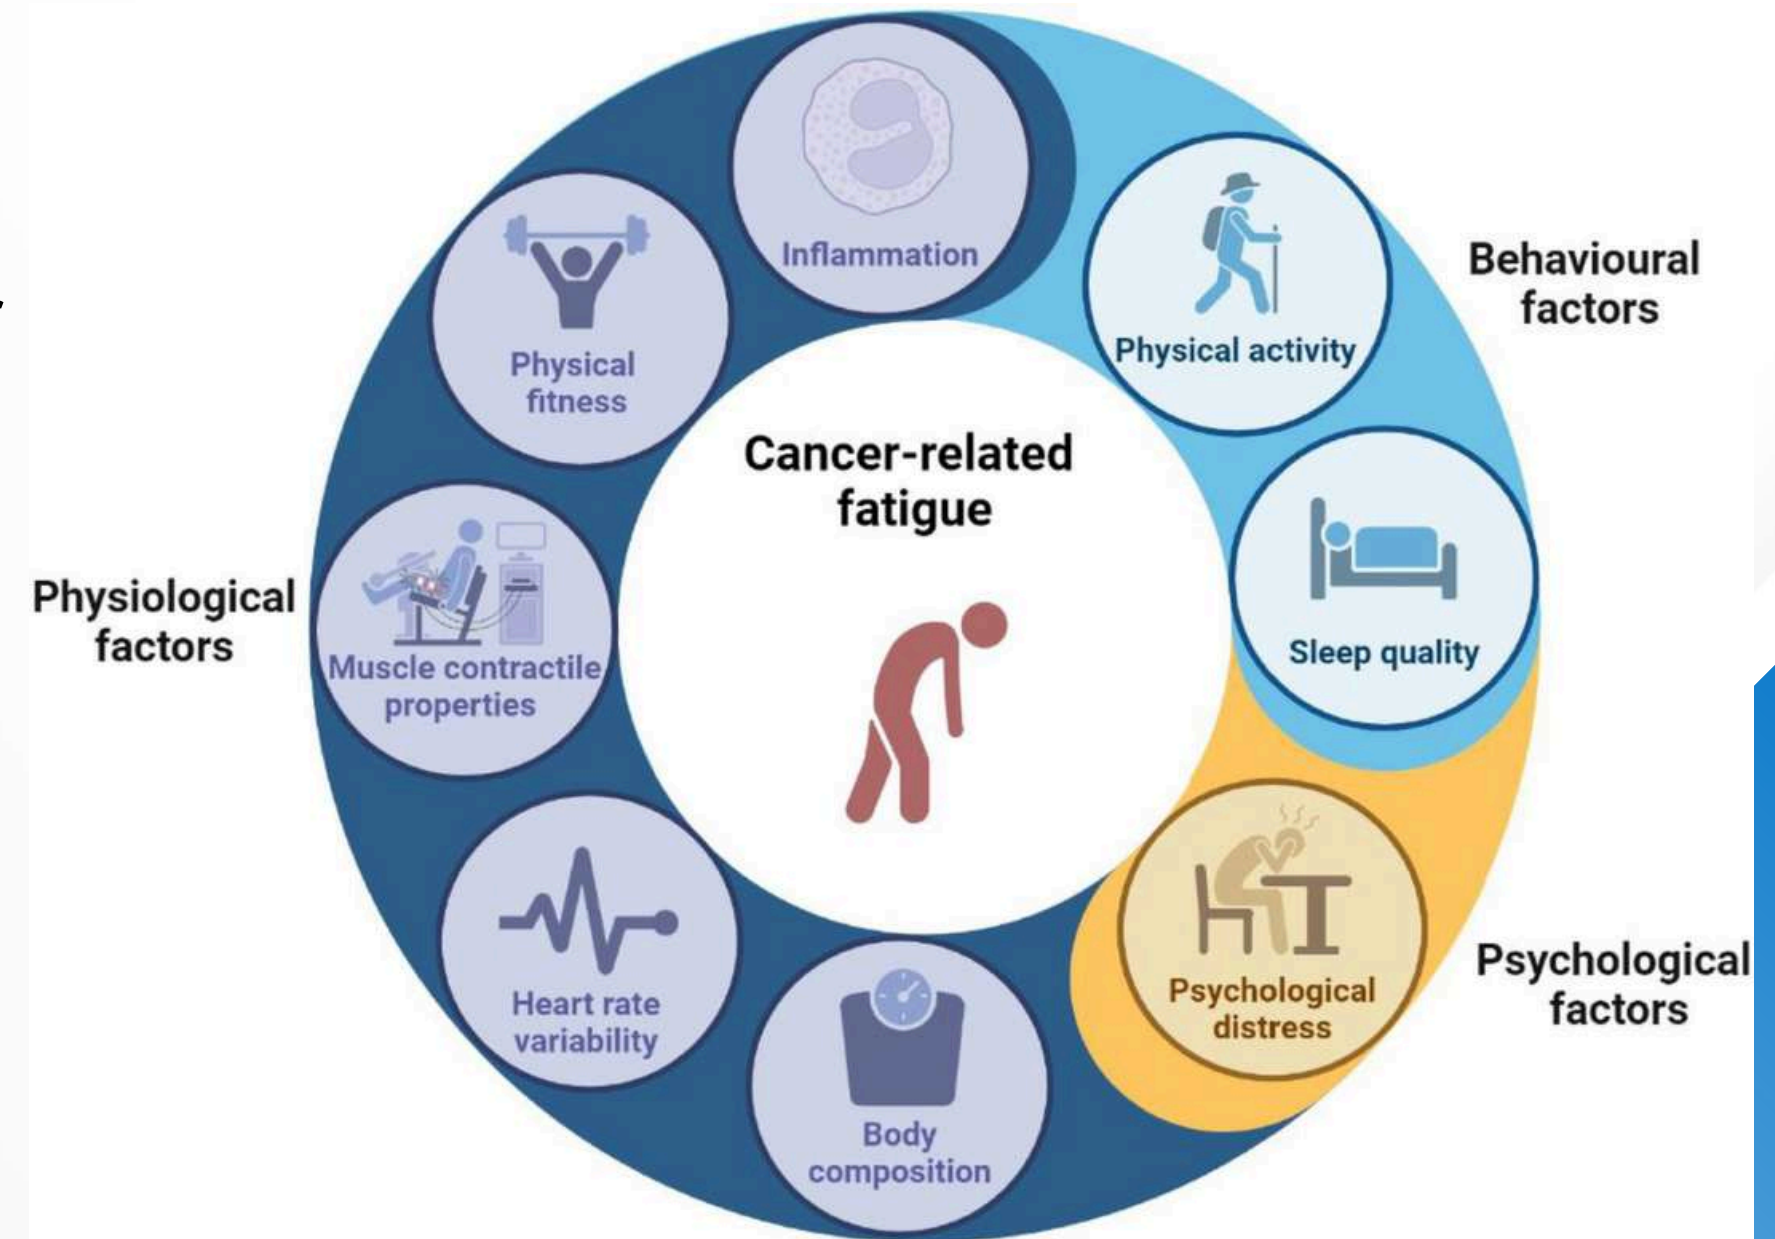 Inflammation
Physical
fitness
Physical activity
Behavioural
factors
Cancer-related
fatigue
Physiological
factors
Muscle contractile
properties
Sleep quality
Heart rate
variability
Psychological
distress
Psychological
factors
Body
composition